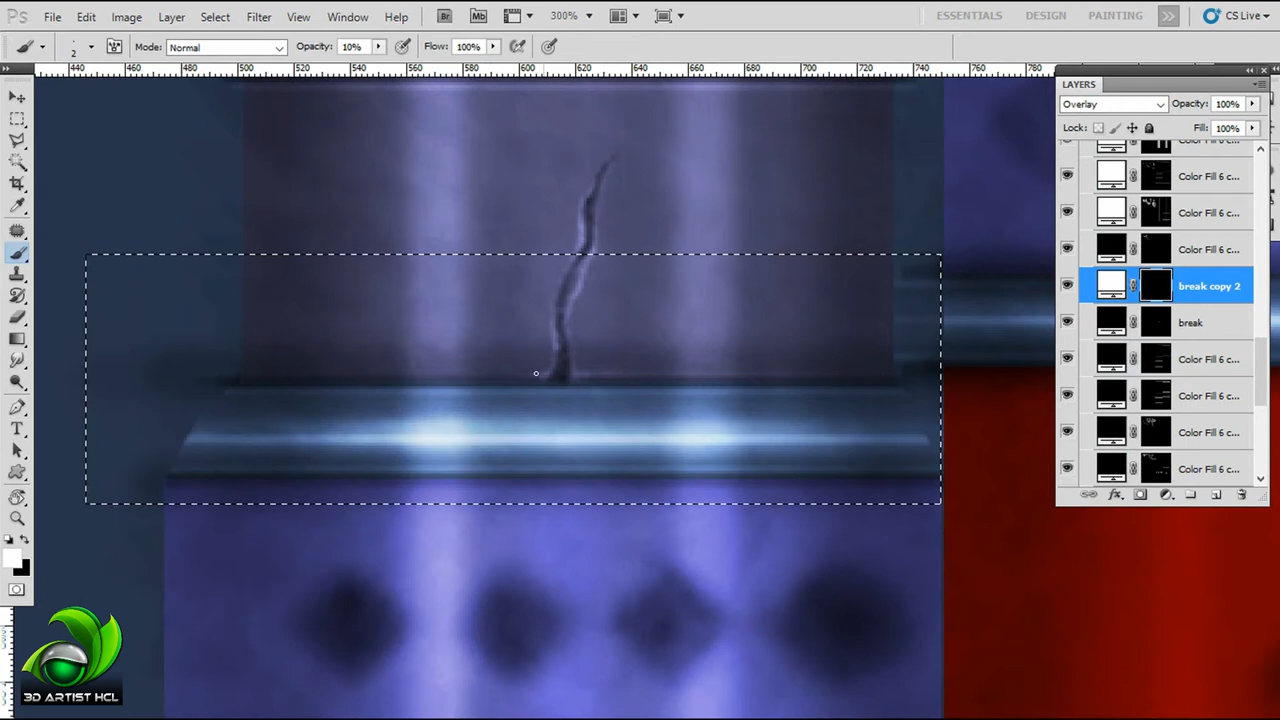 Ps File Edit Image Layer Select Filter View Window Help Br Mb 300% ESSENTIALS DESIGN PAINTING CS Live
2 Mode: Normal Opacity: 10% Flow: 100%
440 460 480 500 520 540 560 580 600 620 640 660 680 700 720 740 760 780
LAYERS
Overlay Opacity: 100%
Lock: Fill: 100%
Color Fill 6 c...
Color Fill 6 c...
Color Fill 6 c...
break copy 2
break
Color Fill 6 c...
Color Fill 6 c...
Color Fill 6 c...
Color Fill 6 c...
fx
3D ARTIST HCL